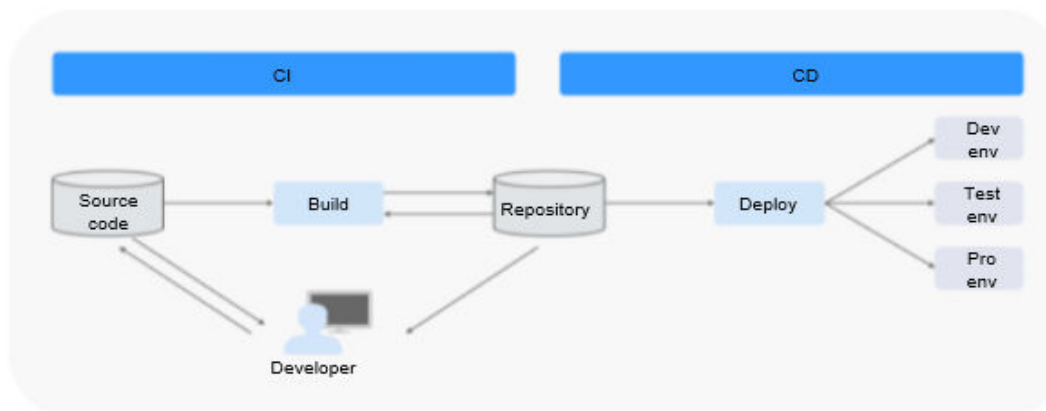 CI
CD
Source
code
Build
Repository
Deploy
Dev
env
Test
env
Pro
env
Developer